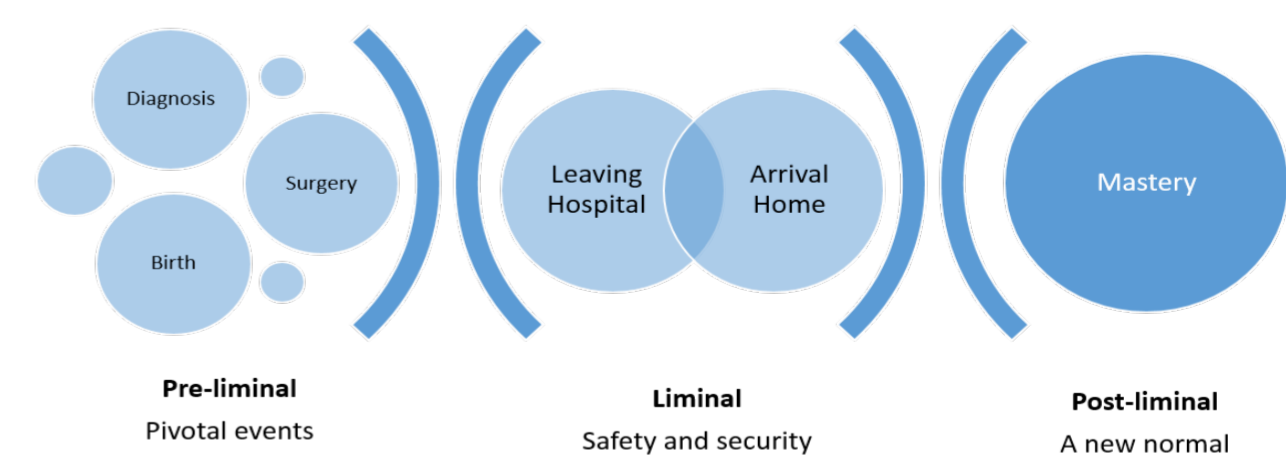 Diagnosis
Surgery
Birth
Pre-liminal
Pivotal events
Leaving
Hospital
Arrival
Home
Liminal
Safety and security
Mastery
Post-liminal
A new normal